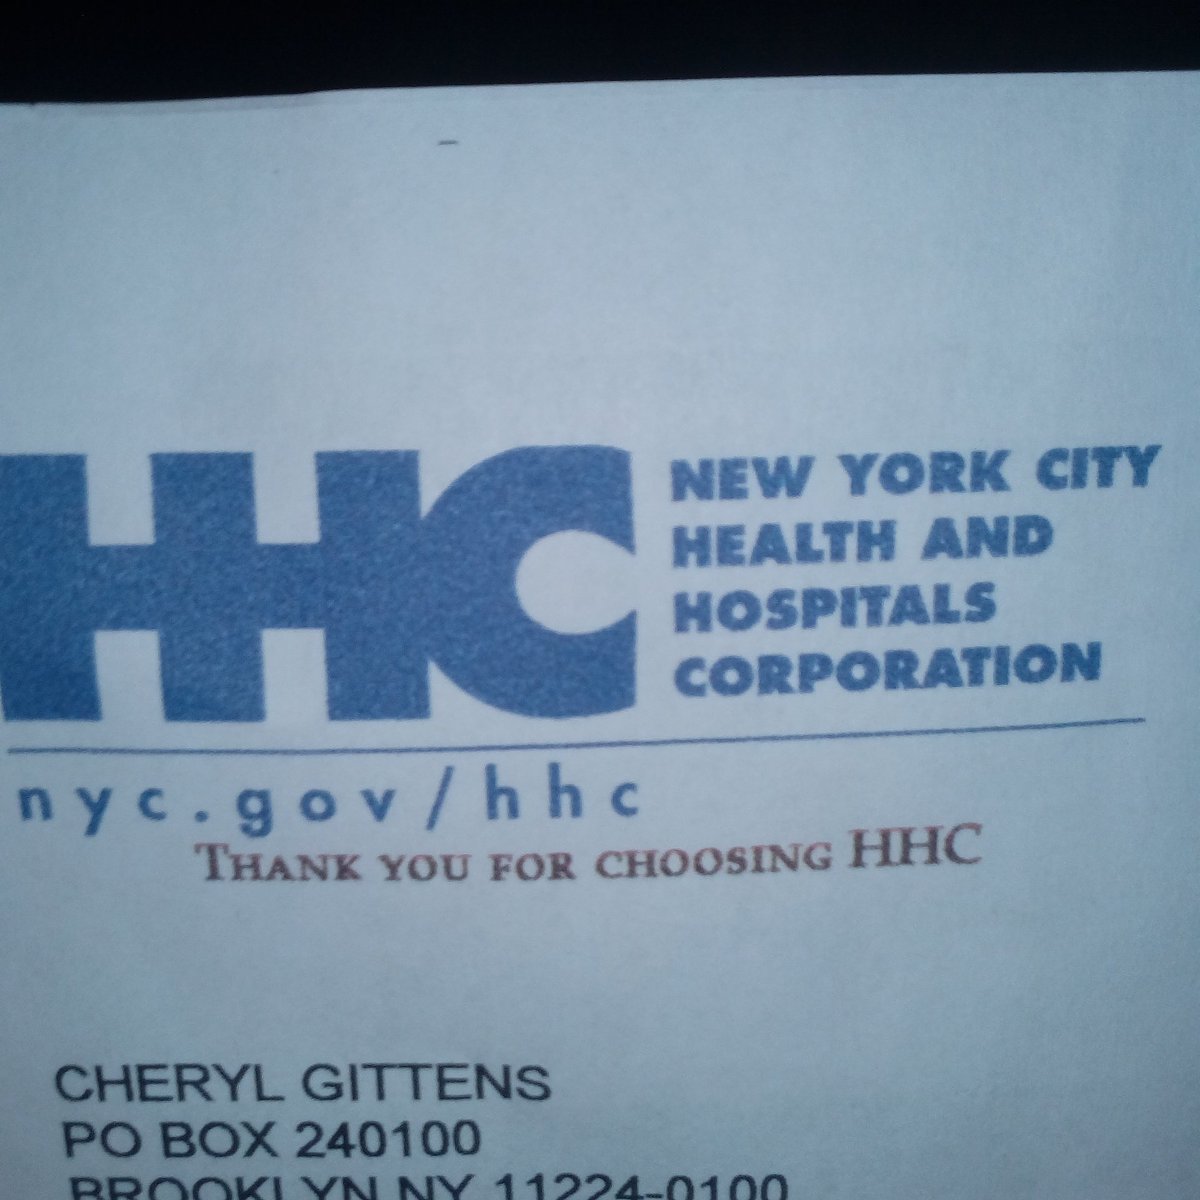 HHC
NEW YORK CITY
HEALTH AND
HOSPITALS
CORPORATION
nyc.gov/hhc
THANK YOU FOR CHOOSING HHC
CHERYL GITTENS
PO BOX 240100
BROOKLYN NY 11224-0100